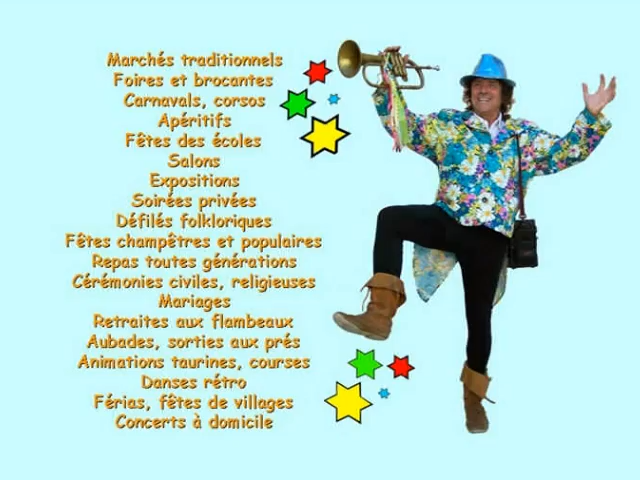 Marchés traditionnels
Foires et brocantes
Carnavals, corsos
Apéritifs
Fêtes des écoles
Salons
Expositions
Soirées privées
Défilés folkloriques
Fêtes champêtres et populaires
Repas toutes générations
Cérémonies civiles, religieuses
Mariages
Retraites aux flambeaux
Aubades, sorties aux prés
Animations taurines, courses
Danses rétro
Férias, fêtes de villages
Concerts à domicile